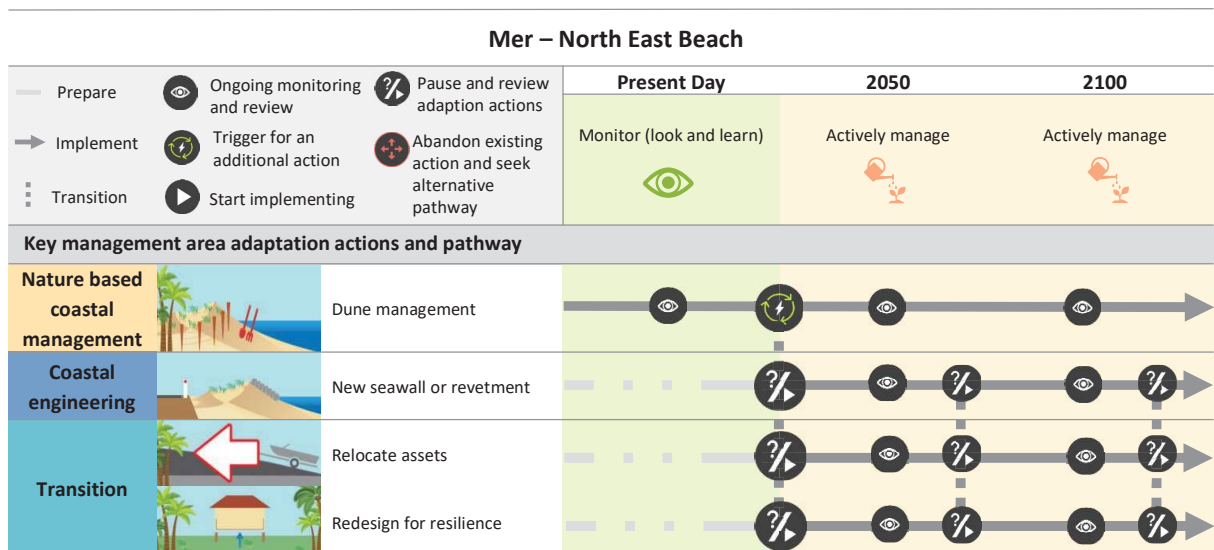 Mer – North East Beach
Prepare
Ongoing monitoring
and review
Pause and review
adaption actions
Implement
Trigger for an
additional action
Abandon existing
action and seek
alternative
pathway
Transition
Start implementing
Present Day
2050
2100
Monitor (look and learn)
Actively manage
Actively manage
Key management area adaptation actions and pathway
Nature based
coastal
management
Dune management
Coastal
engineering
New seawall or revetment
Transition
Relocate assets
Redesign for resilience